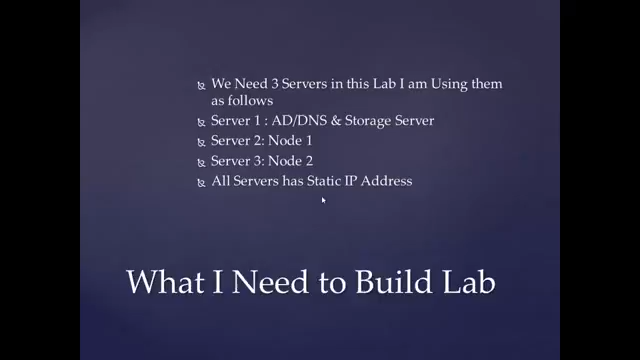 We Need 3 Servers in this Lab I am Using them
as follows
Server 1 : AD/DNS & Storage Server
Server 2: Node 1
Server 3: Node 2
All Servers has Static IP Address
What I Need to Build Lab